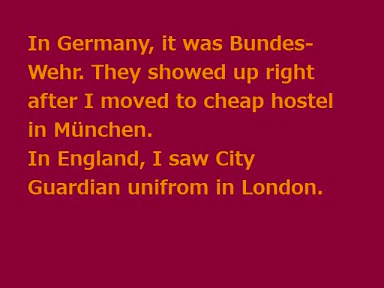 In Germany, it was Bundes-
Wehr. They showed up right
after I moved to cheap hostel
in München.
In England, I saw City
Guardian unifrom in London.